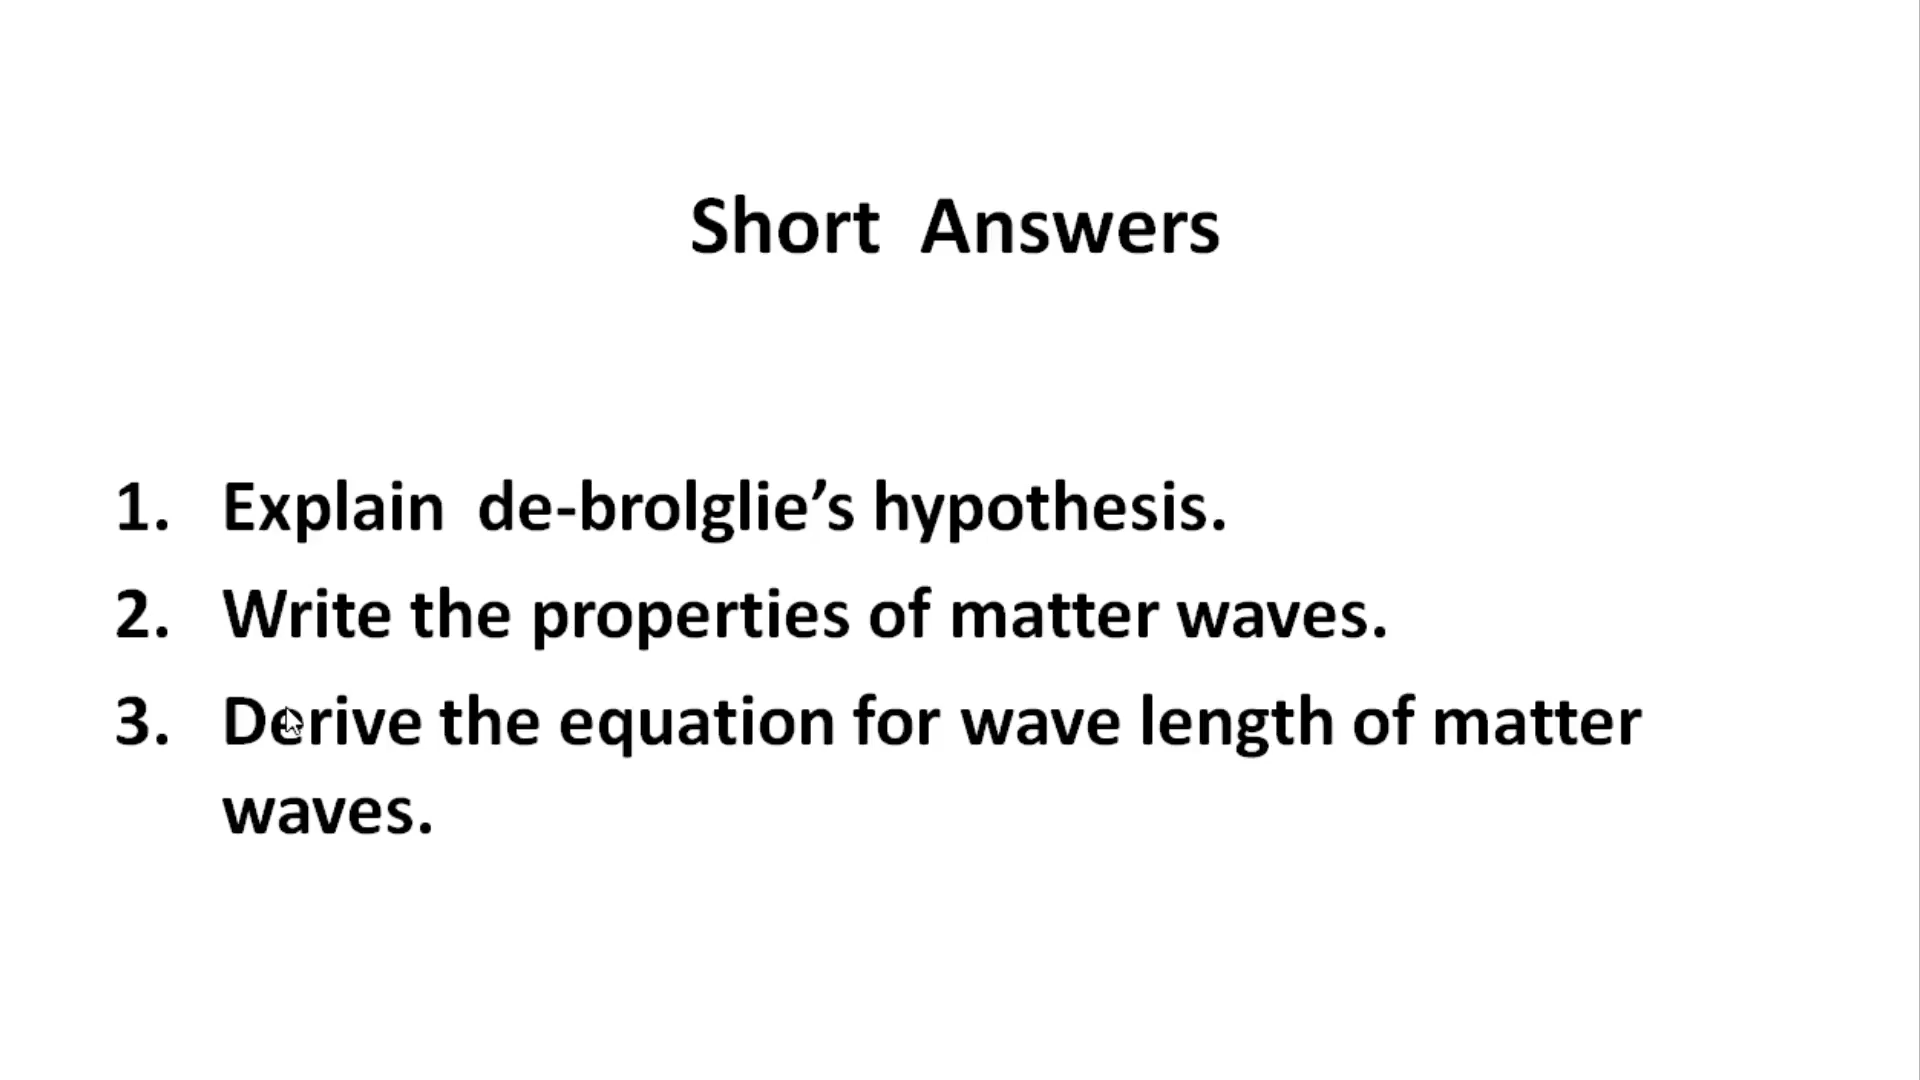 Short Answers
1. Explain de-brolglie’s hypothesis.
2. Write the properties of matter waves.
3. Derive the equation for wave length of matter
waves.